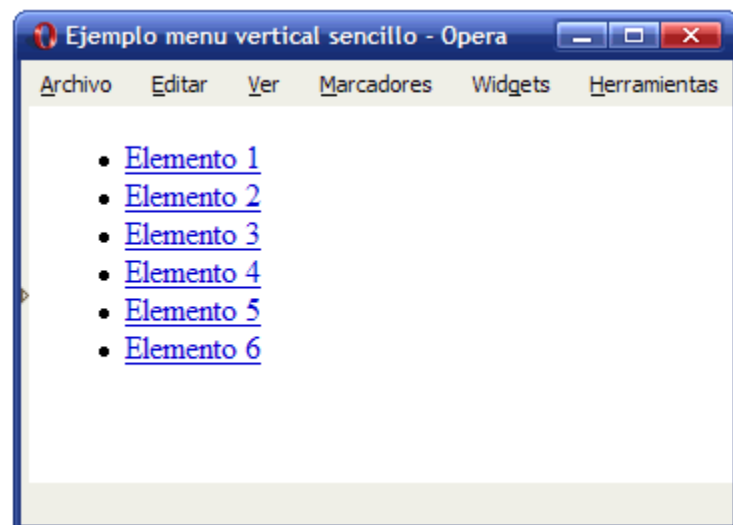 Ejemplo menu vertical sencillo - Opera
Archivo Editar Ver Marcadores Widgets Herramientas
Elemento 1
Elemento 2
Elemento 3
Elemento 4
Elemento 5
Elemento 6